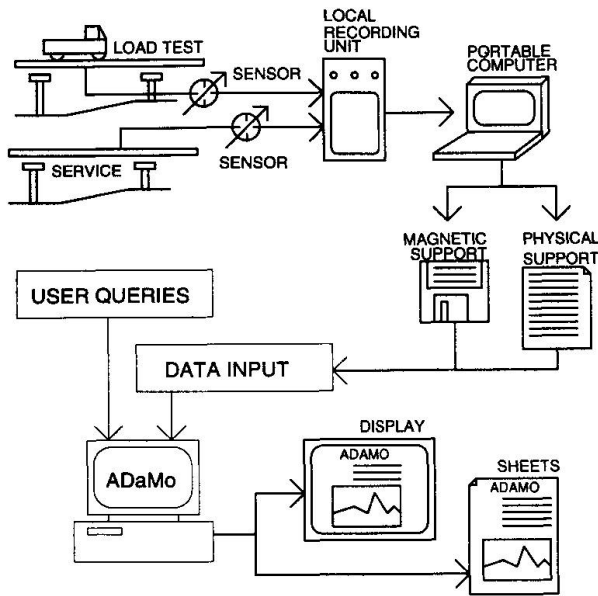 LOAD TEST
SENSOR
LOCAL
RECORDING
UNIT
PORTABLE
COMPUTER
SENSOR
SERVICE
MAGNETIC
SUPPORT
PHYSICAL
SUPPORT
USER QUERIES
DATA INPUT
ADaMo
DISPLAY
ADAMO
SHEETS
ADAMO